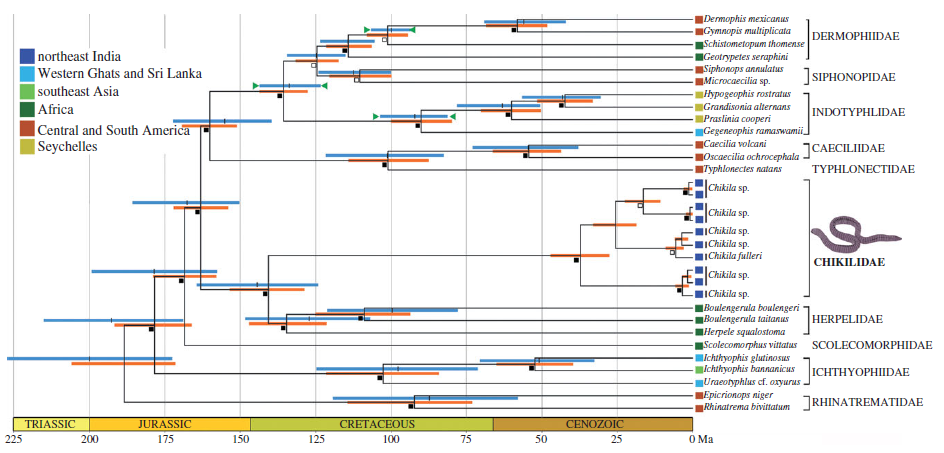 northeast India
Western Ghats and Sri Lanka
southeast Asia
Africa
Central and South America
Seychelles
Dermophis mexicanus
Gymnopis multiplicata
Schistometopum thomense
Geotrypetes seraphini
DERMOPHIIDAE
Siphonops annulatus
Microcaecilia sp.
SIPHONOPIDAE
Hypogeophis rostratus
Grandisonia alternans
Praslinia cooperi
Gegeneophis ramaswamii
INDOTYPHLIDAE
Caecilia volcani
Oscaecilia ochrocephala
CAECILIIDAE
Typhlonectes natans
TYPHLONECTIDAE
Chikila sp.
Chikila sp.
Chikila sp.
Chikila sp.
Chikila fulleri
Chikila sp.
Chikila sp.
CHIKILIDAE
Boulengerula boulengeri
Boulengerula taitanus
Herpele squalostoma
HERPELIDAE
Scolecomorphus vittatus
SCOLECOMORPHIDAE
Ichthyophis glutinosus
Ichthyophis bannanicus
Uraeotyphlus cf. oxyurus
ICHTHYOPHIIDAE
Epicrionops niger
Rhinatrema bivittatum
RHINATREMATIDAE
TRIASSIC JURASSIC CRETACEOUS CENOZOIC
225 200 175 150 125 100 75 50 25 0 Ma